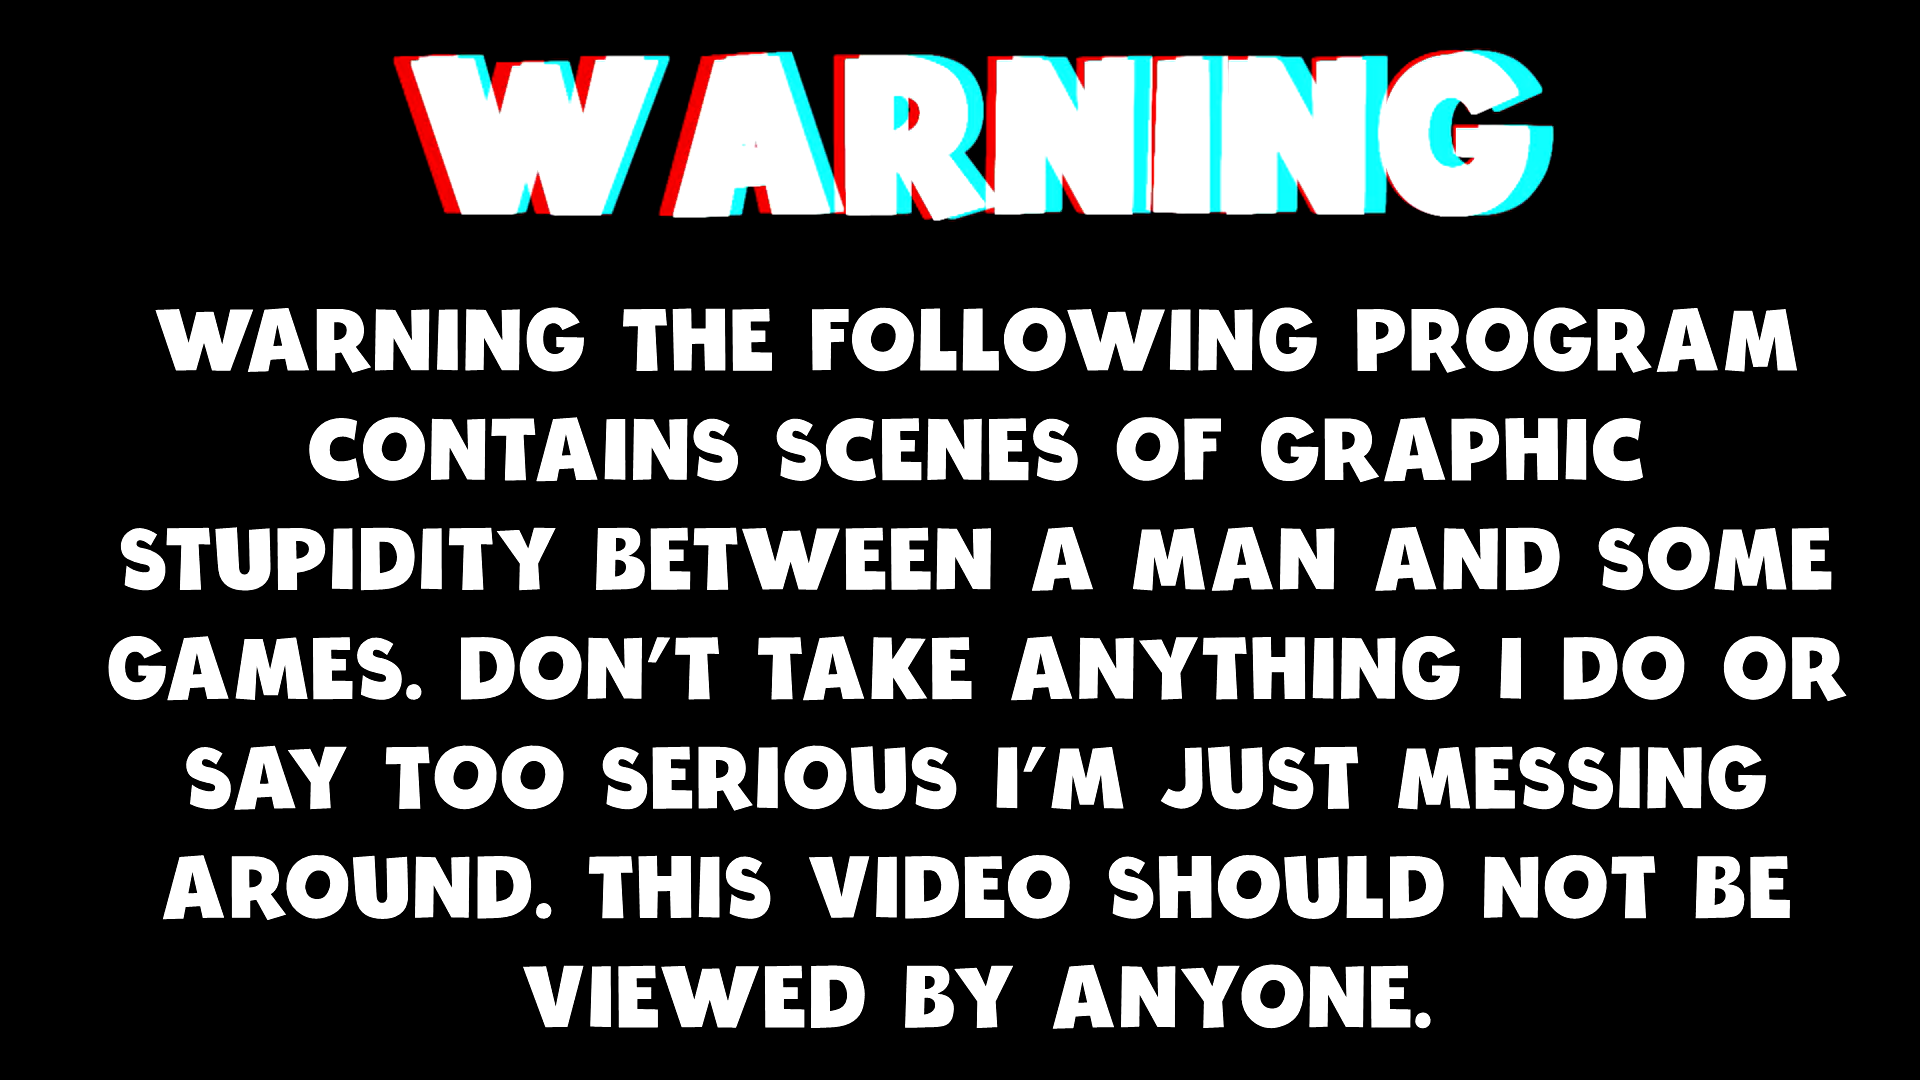 WARNING
WARNING THE FOLLOWING PROGRAM
CONTAINS SCENES OF GRAPHIC
STUPIDITY BETWEEN A MAN AND SOME
GAMES. DON'T TAKE ANYTHING I DO OR
SAY TOO SERIOUS I'M JUST MESSING
AROUND. THIS VIDEO SHOULD NOT BE
VIEWED BY ANYONE.